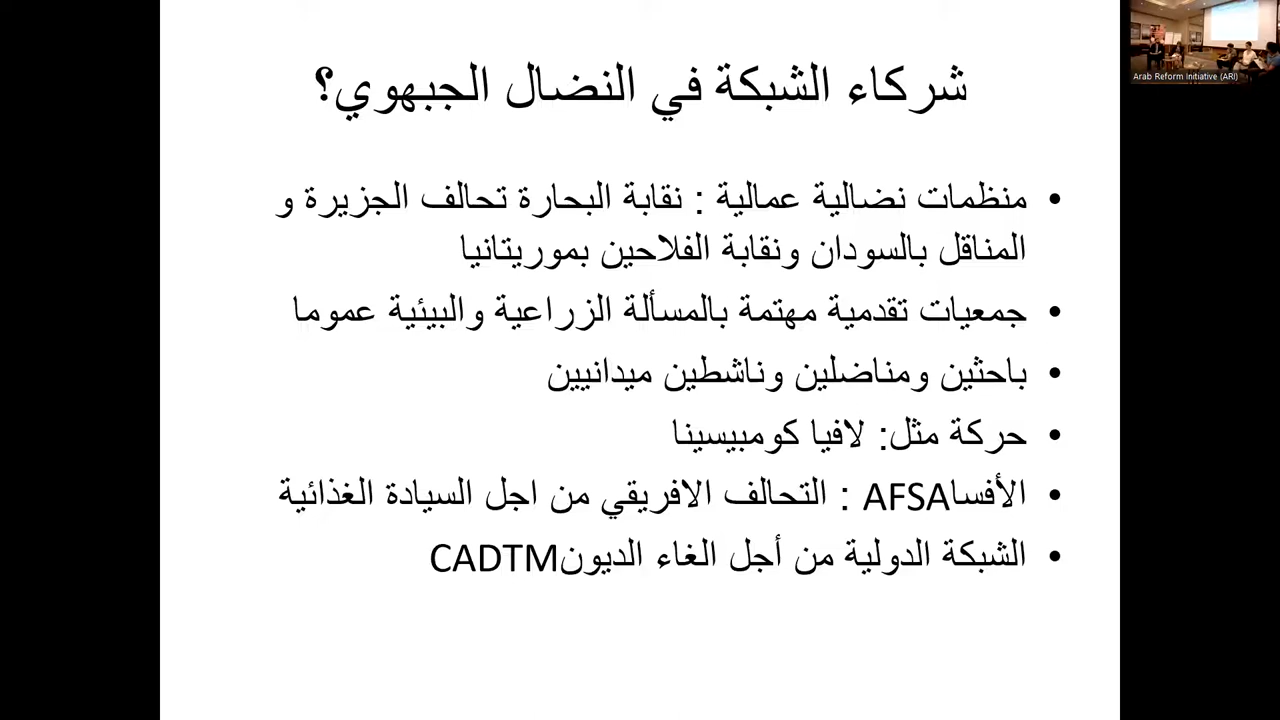 شركاء الشبكة في النضال الجبهوي؟
• منظمات نضالية عمالية : نقابة البحارة تحالف الجزيرة و
المناقل بالسودان ونقابة الفلاحين بموريتانيا
• جمعيات تقدمية مهتمة بالمسألة الزراعية والبيئية عموما
• باحثين ومناضلين وناشطين ميدانيين
• حركة مثل: لافيا كومبيسينا
• الأفساAFSA : التحالف الافريقي من اجل السيادة الغذائية
• الشبكة الدولية من أجل الغاء الديونCADTM
Arab Reform Initiative (ARI)